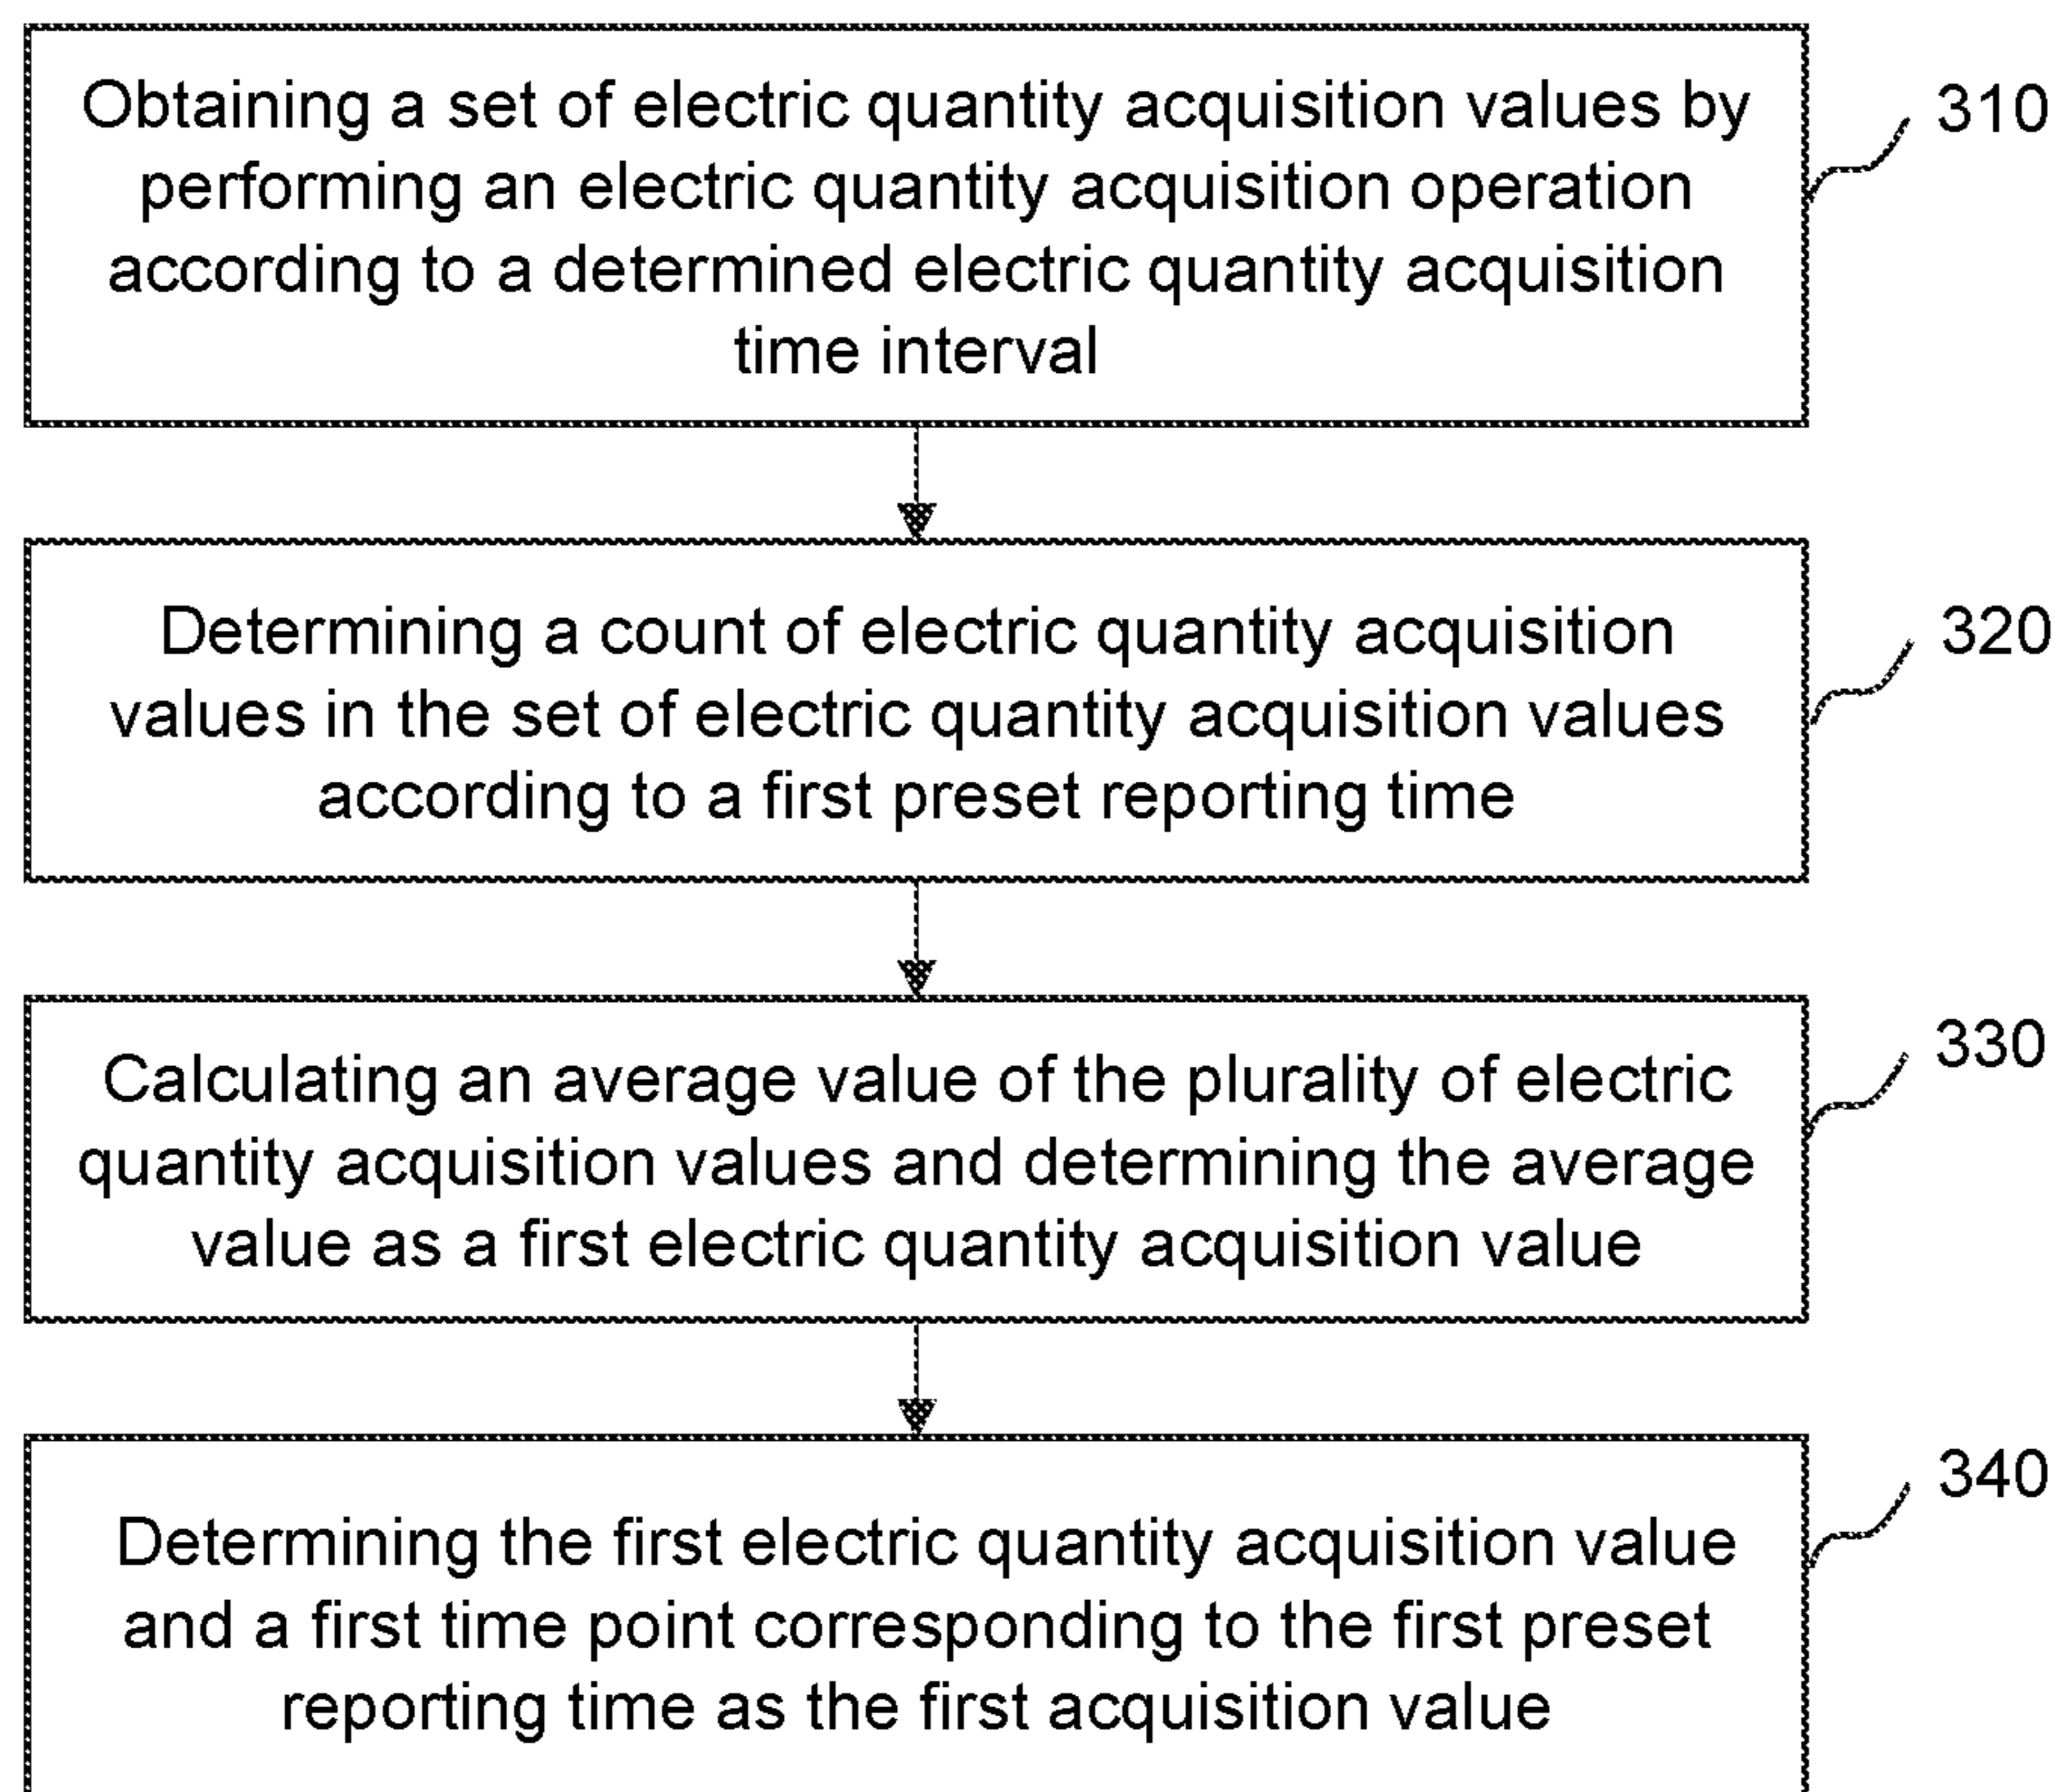 Obtaining a set of electric quantity acquisition values by
performing an electric quantity acquisition operation
according to a determined electric quantity acquisition
time interval
310
Determining a count of electric quantity acquisition
values in the set of electric quantity acquisition values
according to a first preset reporting time
320
Calculating an average value of the plurality of electric
quantity acquisition values and determining the average
value as a first electric quantity acquisition value
330
Determining the first electric quantity acquisition value
and a first time point corresponding to the first preset
reporting time as the first acquisition value
340